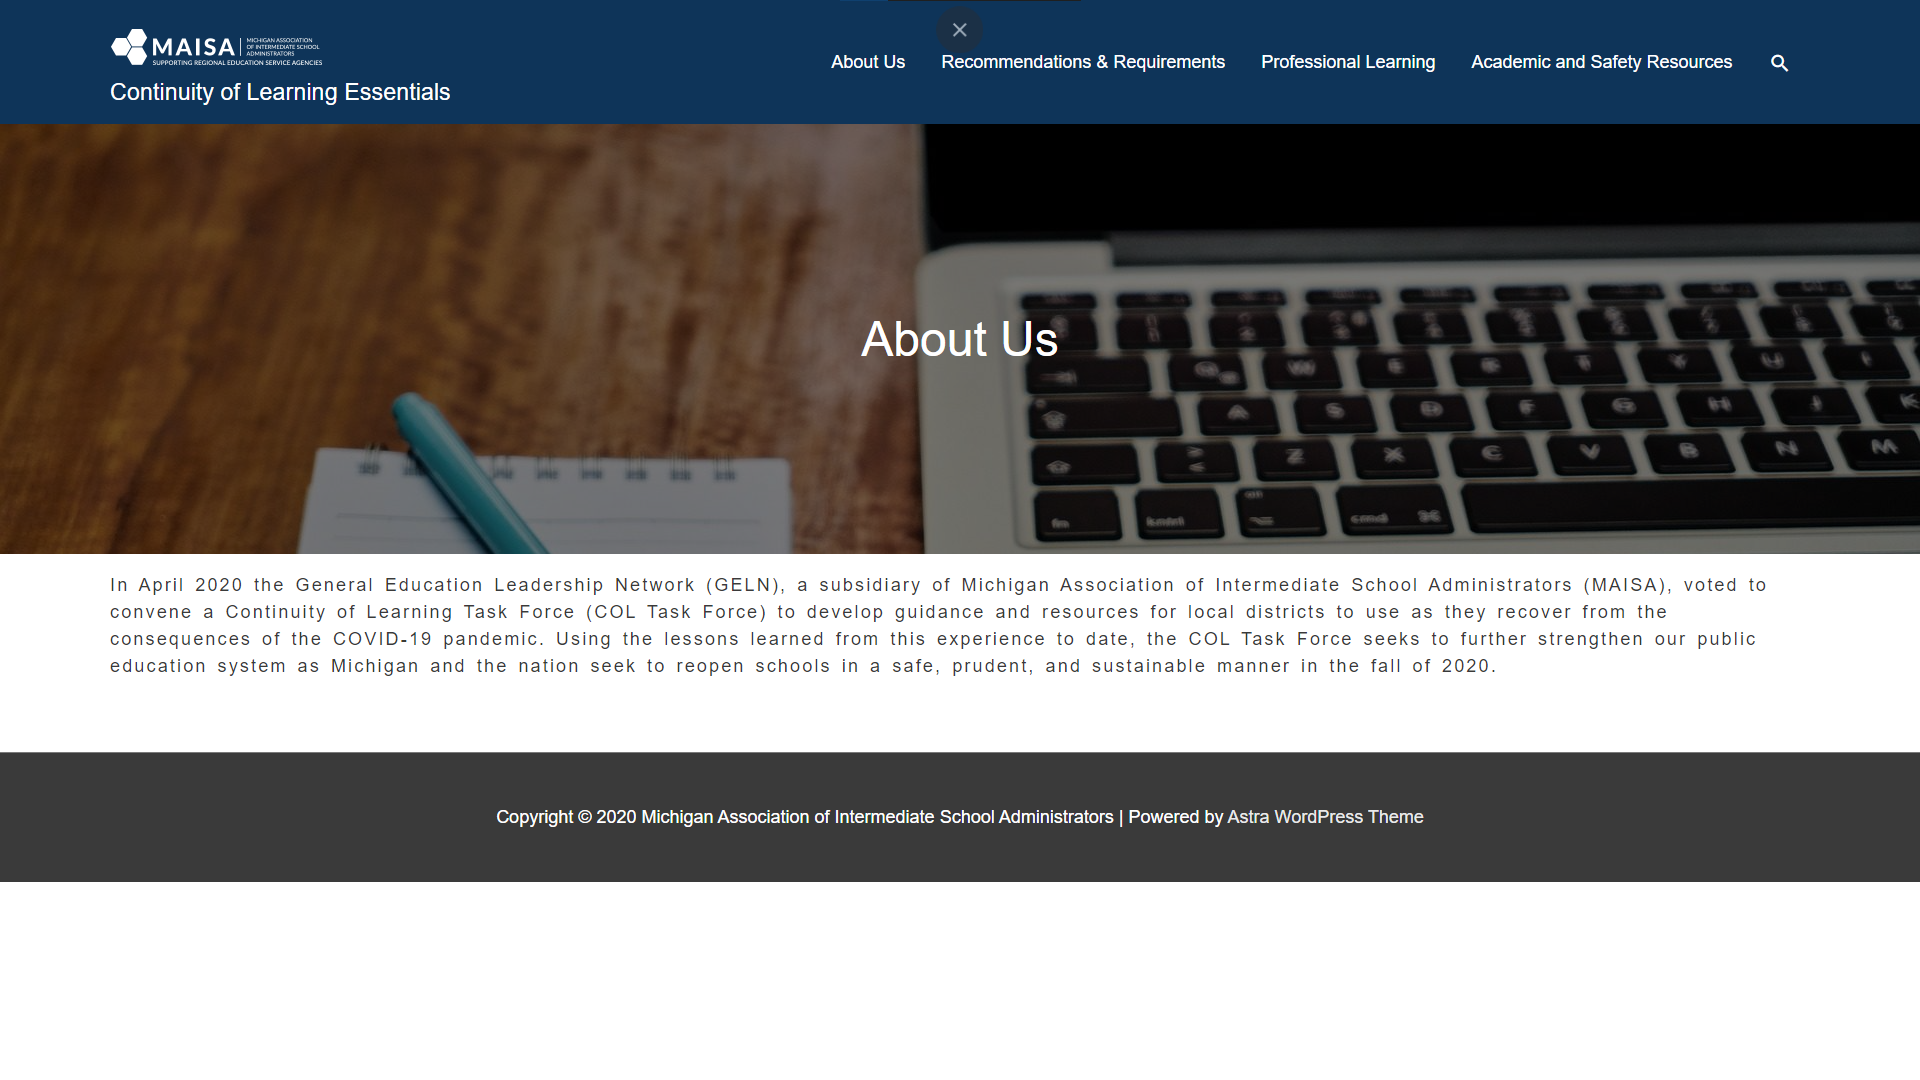 MAISA
MICHIGAN ASSOCIATION
OF INTERMEDIATE SCHOOL
ADMINISTRATORS
SUPPORTING REGIONAL EDUCATION SERVICE AGENCIES
Continuity of Learning Essentials
About Us
Recommendations & Requirements
Professional Learning
Academic and Safety Resources
About Us
In April 2020 the General Education Leadership Network (GELN), a subsidiary of Michigan Association of Intermediate School Administrators (MAISA), voted to
convene a Continuity of Learning Task Force (COL Task Force) to develop guidance and resources for local districts to use as they recover from the
consequences of the COVID-19 pandemic. Using the lessons learned from this experience to date, the COL Task Force seeks to further strengthen our public
education system as Michigan and the nation seek to reopen schools in a safe, prudent, and sustainable manner in the fall of 2020.
Copyright © 2020 Michigan Association of Intermediate School Administrators | Powered by Astra WordPress Theme